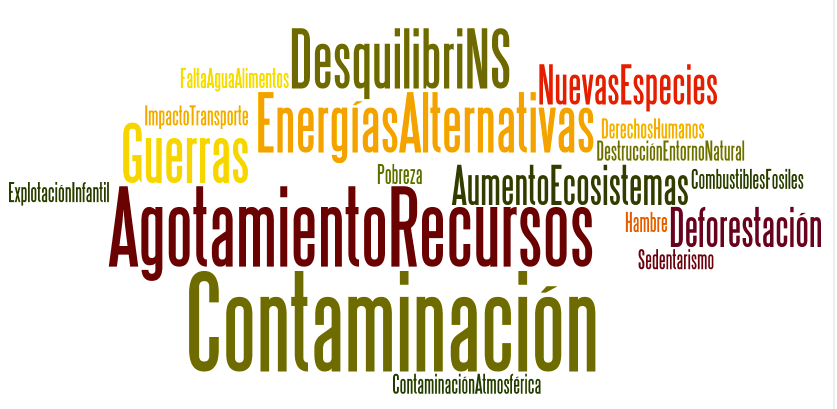 DesquilibriNS
FaltaAguaAlimentos
NuevasEspecies
ImpactoTransporte
EnergíasAlternativas
DerechosHumanos
Guerras
DestrucciónEntornoNatural
Pobreza
AumentoEcosistemas
CombustiblesFosiles
ExplotaciónInfantil
AgotamientoRecursos
Hambre
Deforestación
Sedentarismo
Contaminación
ContaminaciónAtmosférica